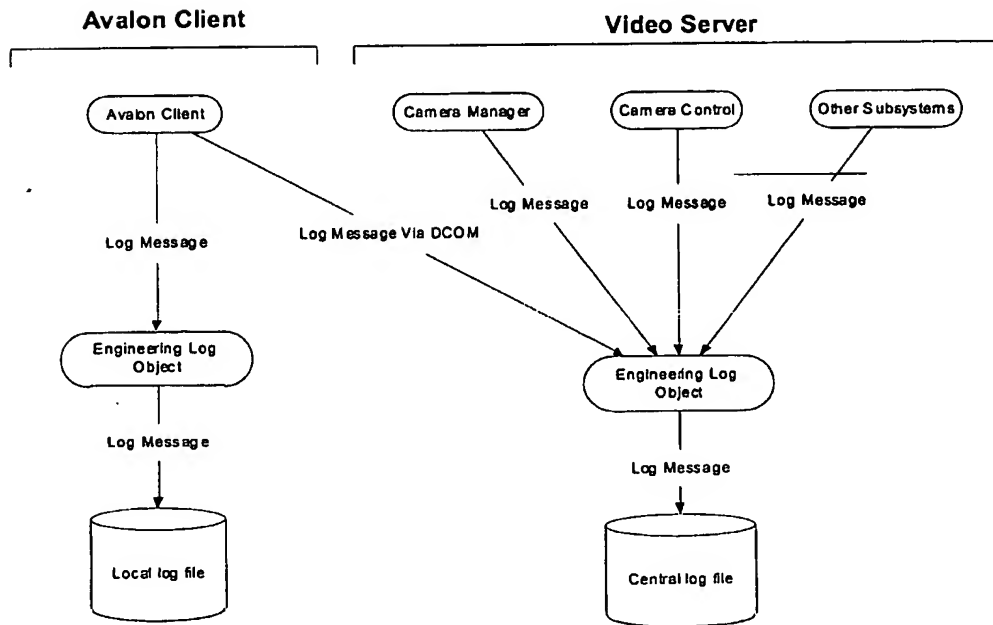 Avalon Client
Video Server
Avalon Client
Camera Manager
Camera Control
Other Subsystems
Log Message
Log Message
Log Message
Log Message Via DCOM
Log Message
Engineering Log
Object
Engineering Log
Object
Log Message
Log Message
Local log file
Central log file